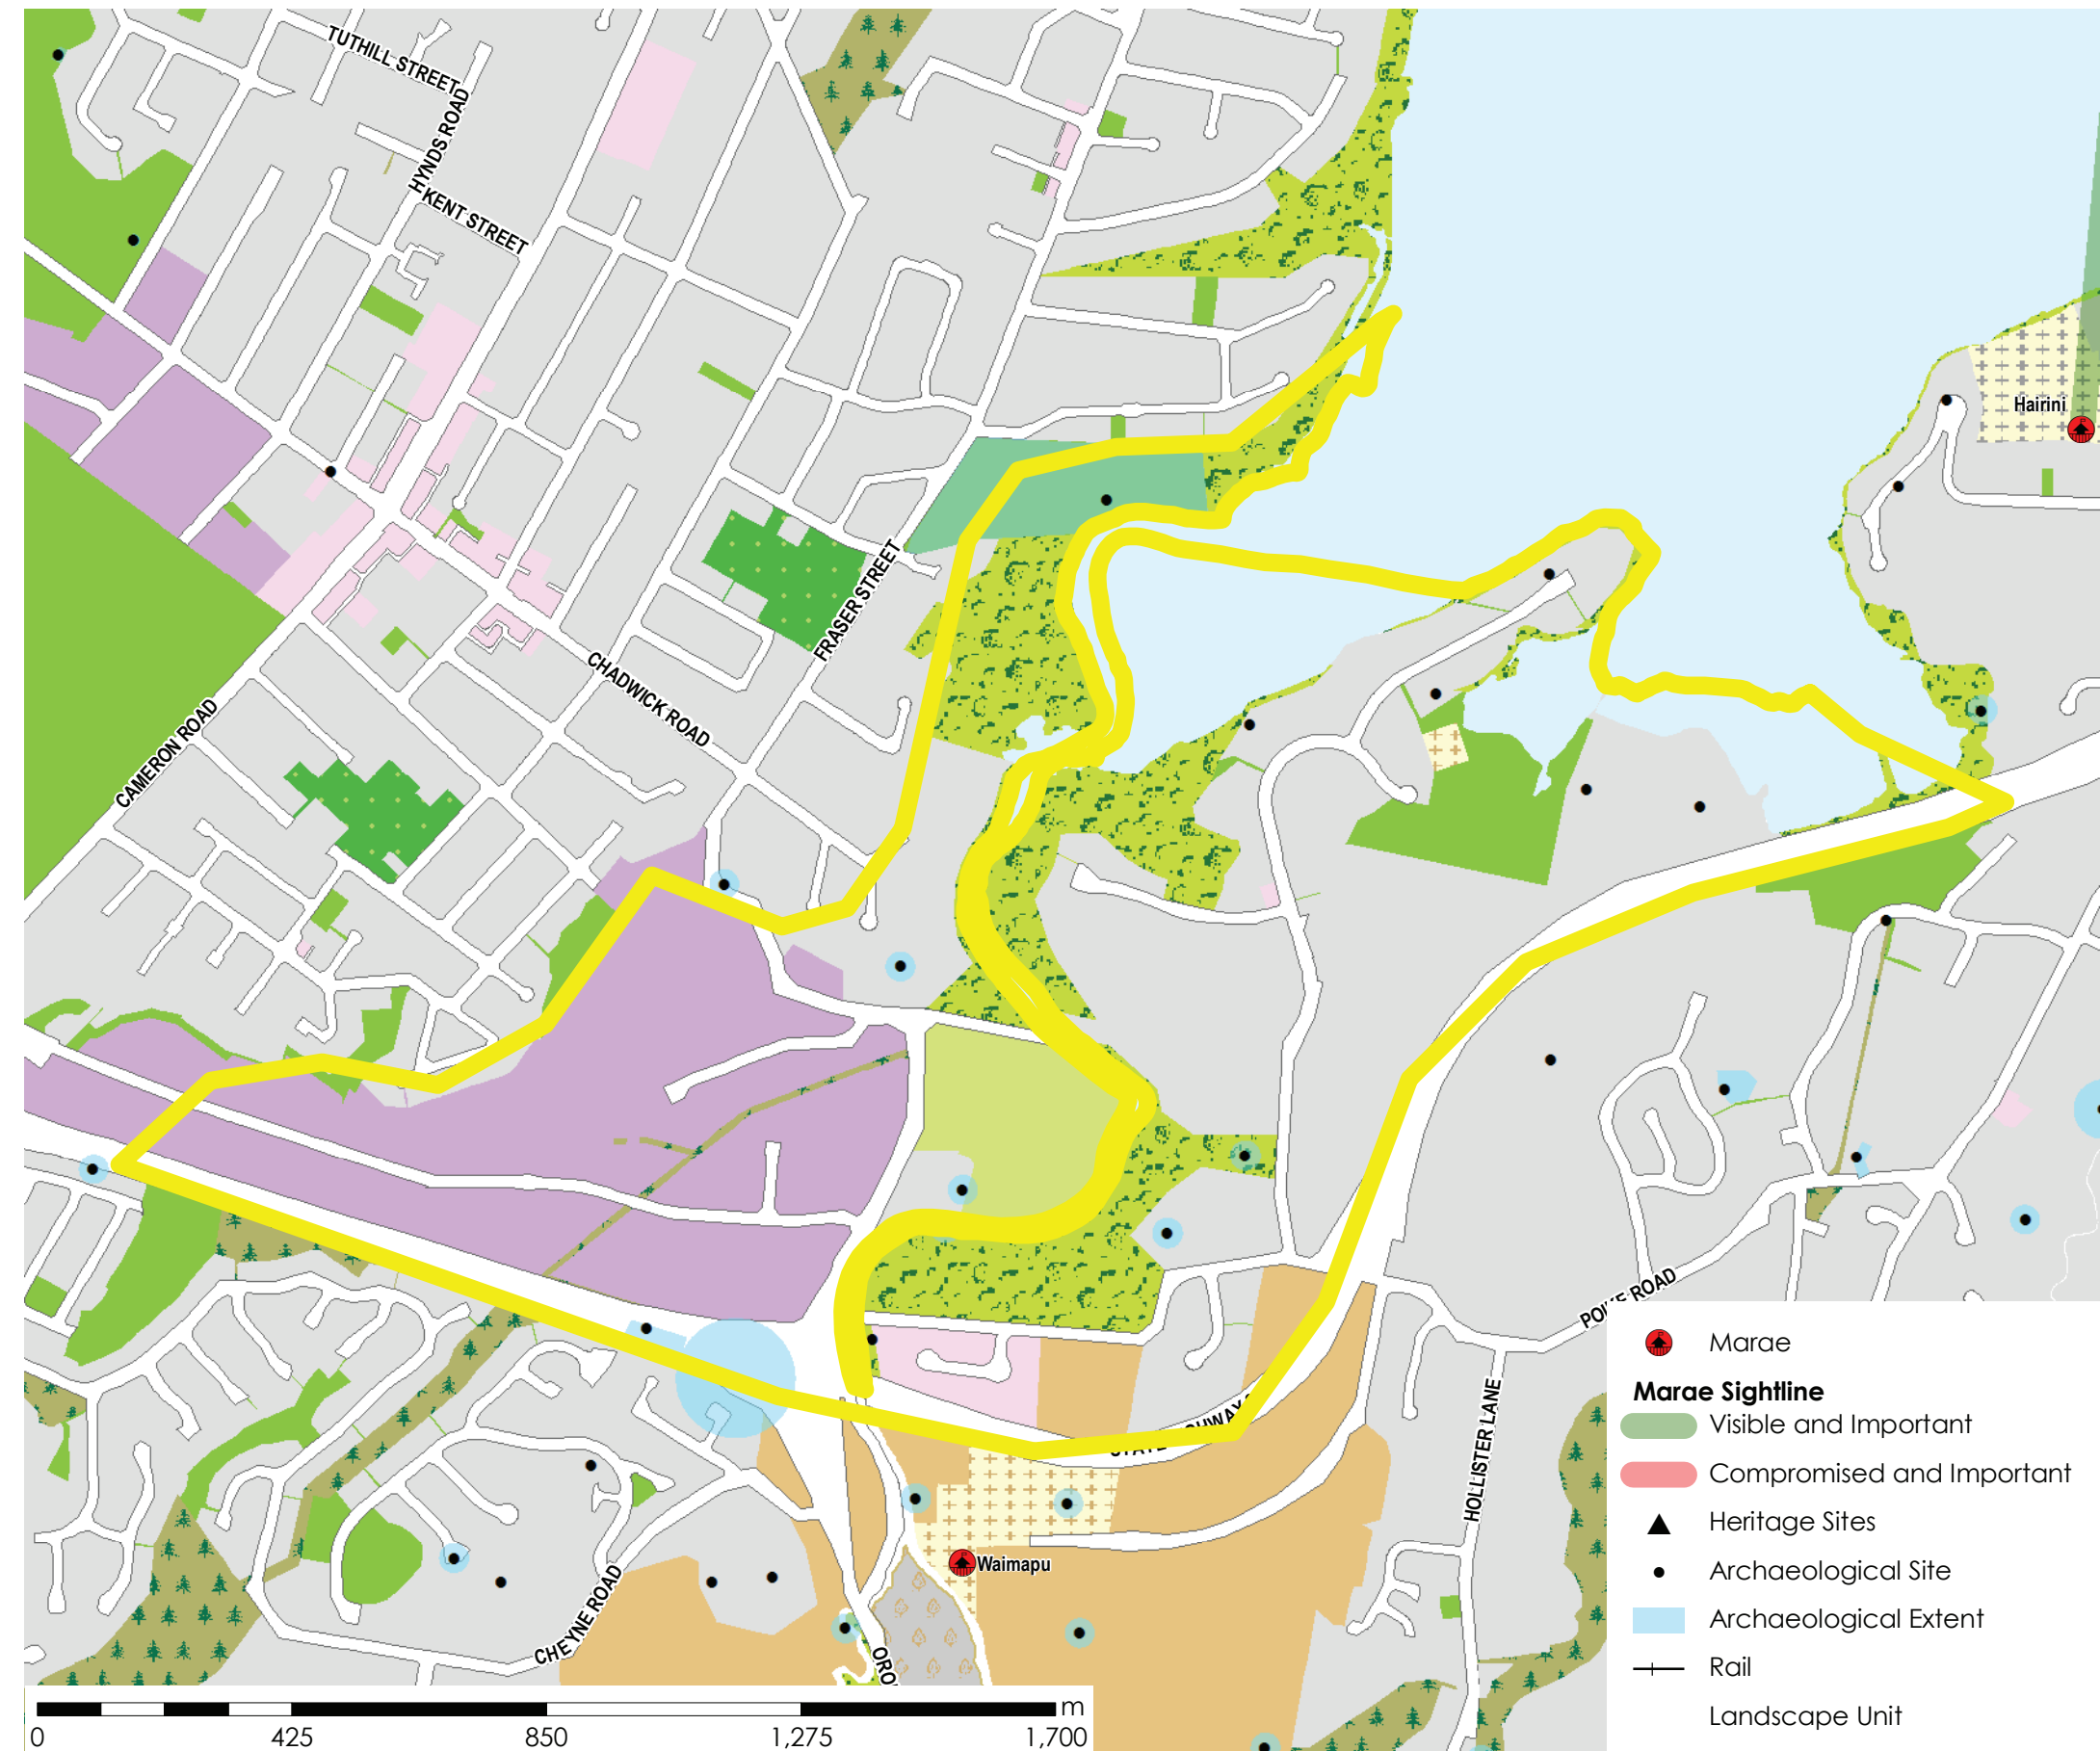 TUTHILL STREET
HYNDS ROAD
KENT STREET
Hairini
FRASER STREET
CHADWICK ROAD
CAMERON ROAD
POIKE ROAD
HOLLISTER LANE
Waimapu
CHEYNE ROAD
Marae
Marae Sightline
Visible and Important
Compromised and Important
Heritage Sites
Archaeological Site
Archaeological Extent
Rail
Landscape Unit
m
0 425 850 1,275 1,700